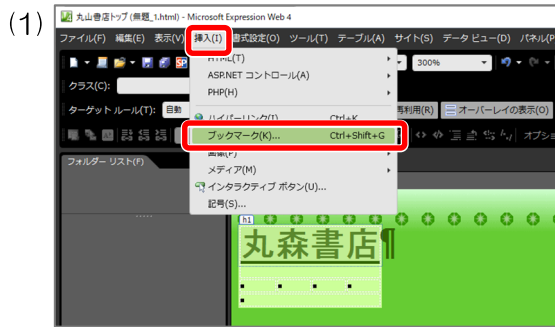 (1)
丸山書店トップ (無題_1.html) - Microsoft Expression Web 4
ファイル(F) 編集(E) 表示(V) 挿入(I) 書式設定(O) ツール(T) テーブル(A) サイト(S) データ ビュー(D) パネル(P
HTML(T)
300%
ASP.NET コントロール(A)
クラス(C):
PHP(H)
ターゲット ルール(T): 自動
ハイパーリンク(I)... Ctrl+K
再利用(R) オーバーレイの表示(O)
ブックマーク(K)... Ctrl+Shift+G
オプショ
画像(P)
フォルダー リスト(F)
メディア(M)
インタラクティブ ボタン(U)...
記号(S)...
h1
丸森書店